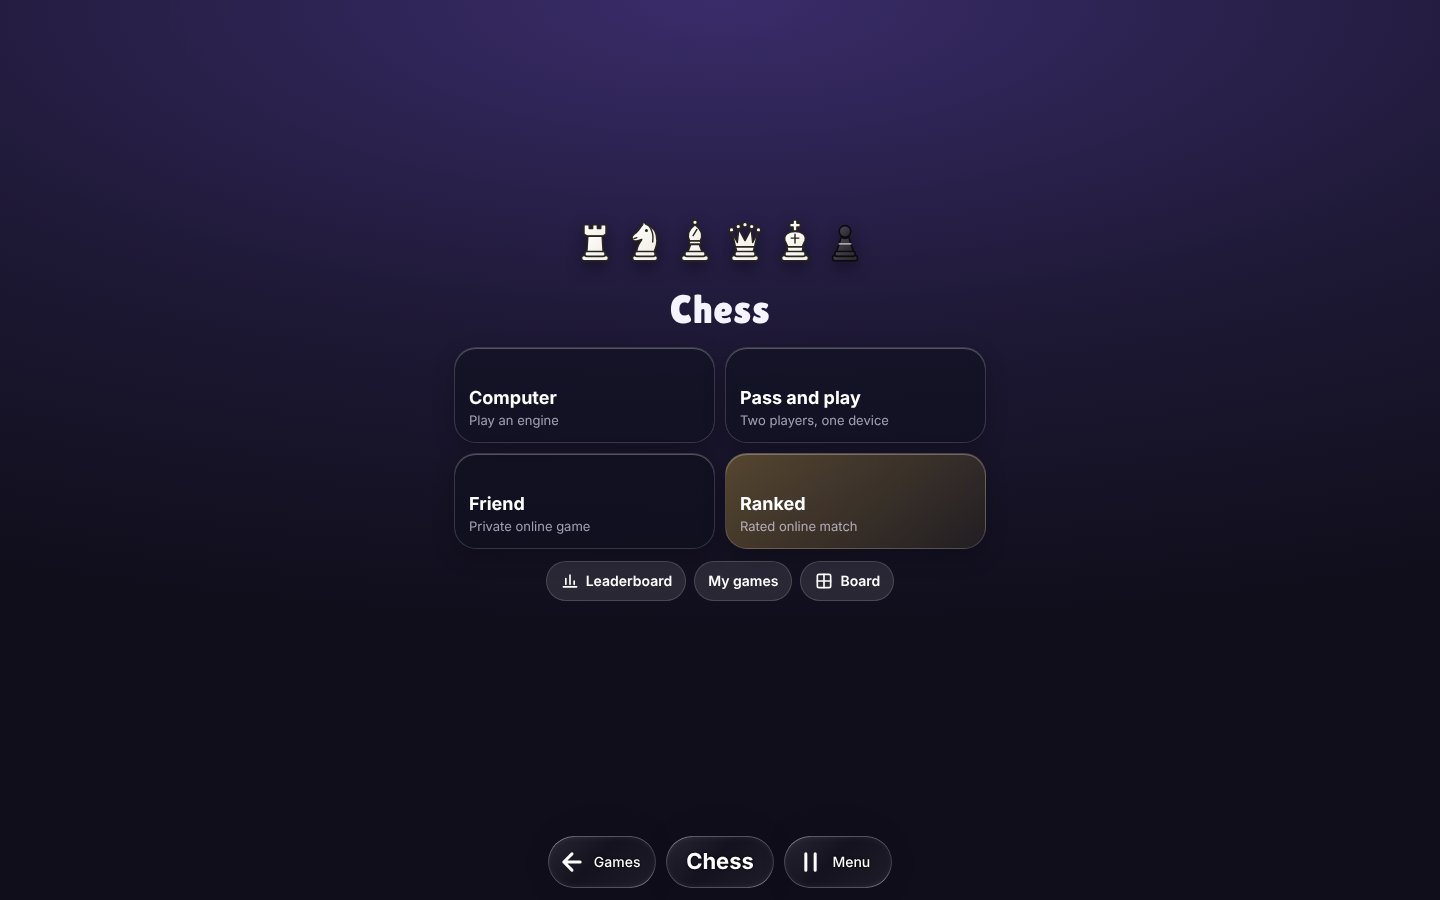 Chess
Computer
Play an engine
Pass and play
Two players, one device
Friend
Private online game
Ranked
Rated online match
Leaderboard
My games
Board
Games
Chess
Menu